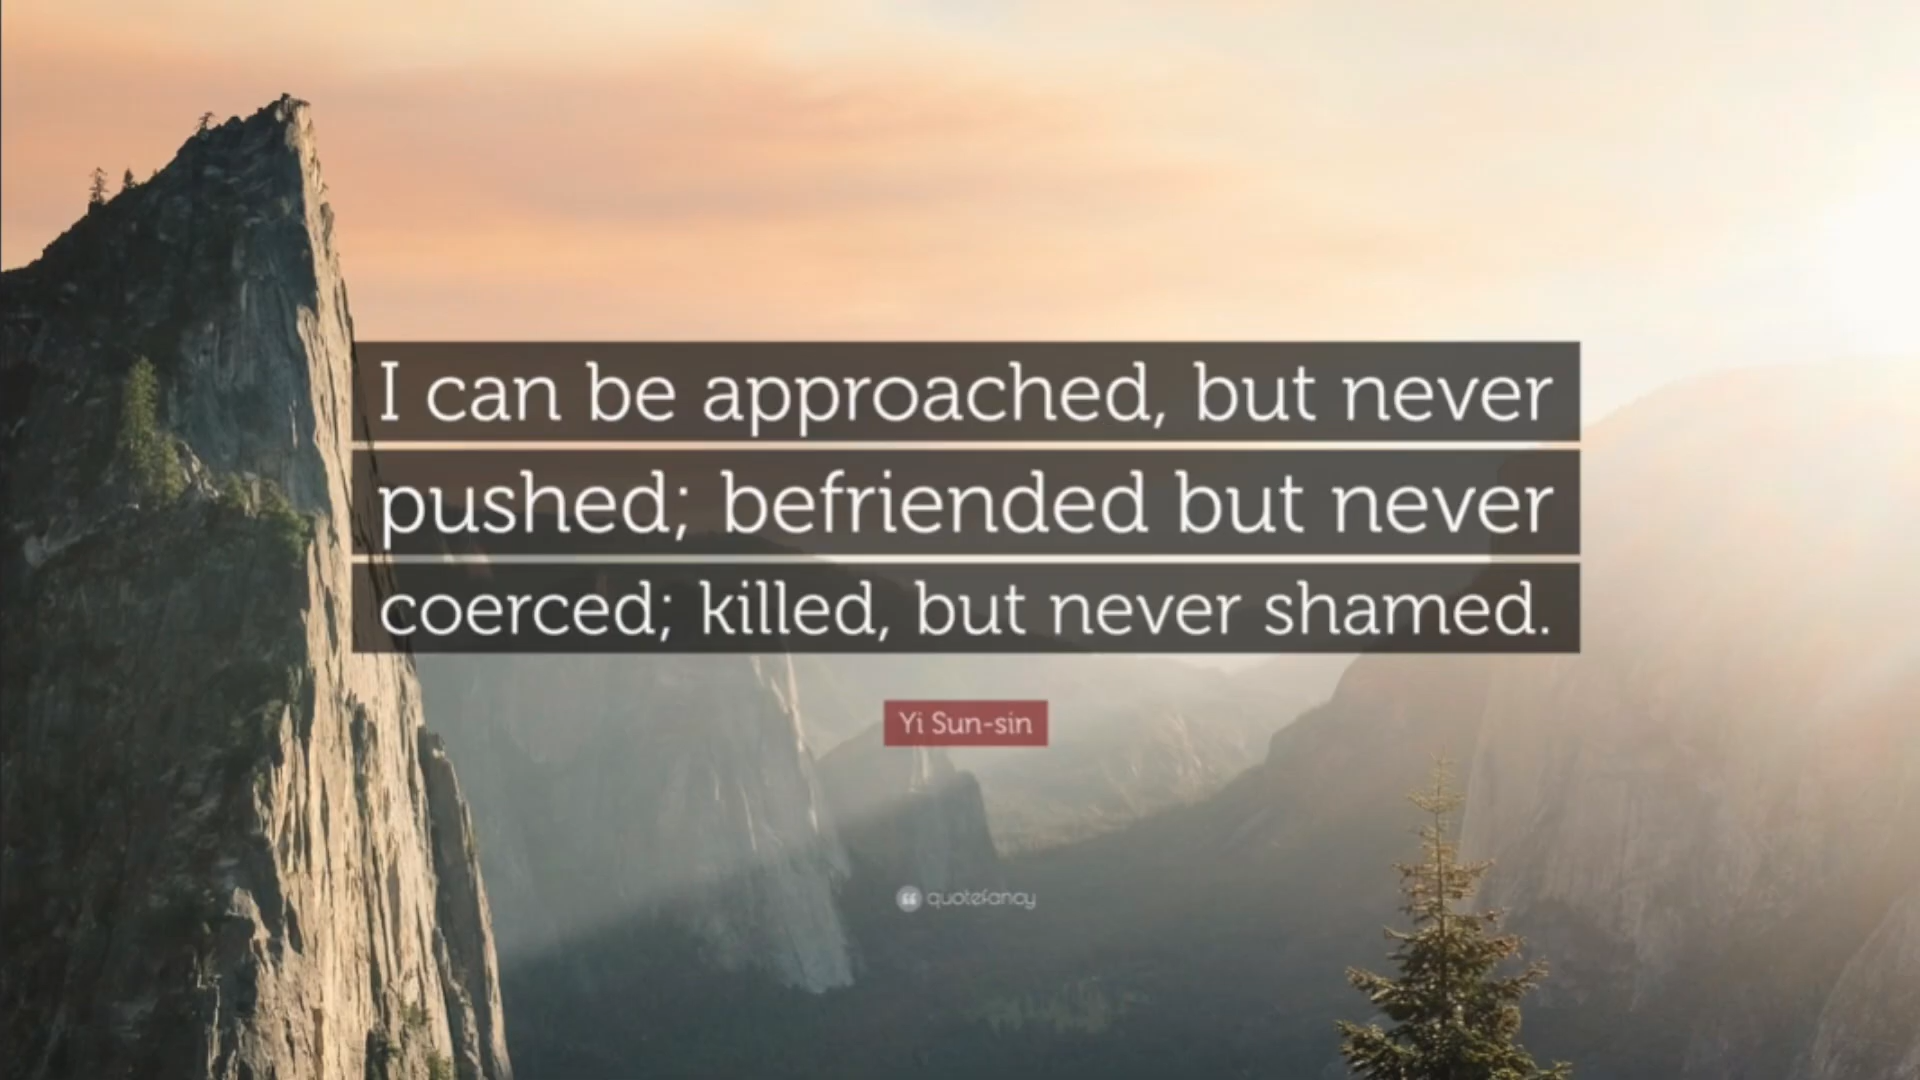 I can be approached, but never
pushed; befriended but never
coerced; killed, but never shamed.
Yi Sun-sin
quotefancy